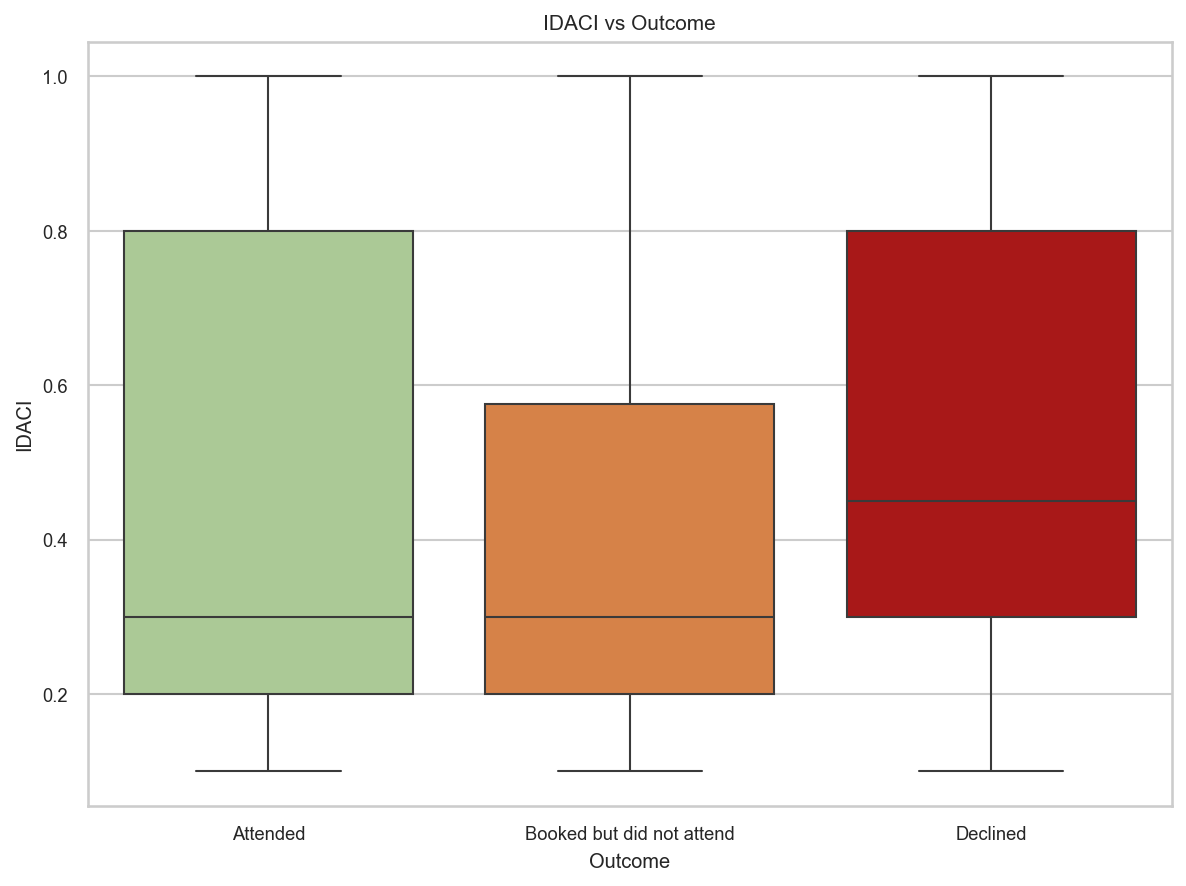 IDACI vs Outcome
1.0
0.8
0.6
0.4
0.2
IDACI
Attended
Booked but did not attend
Declined
Outcome